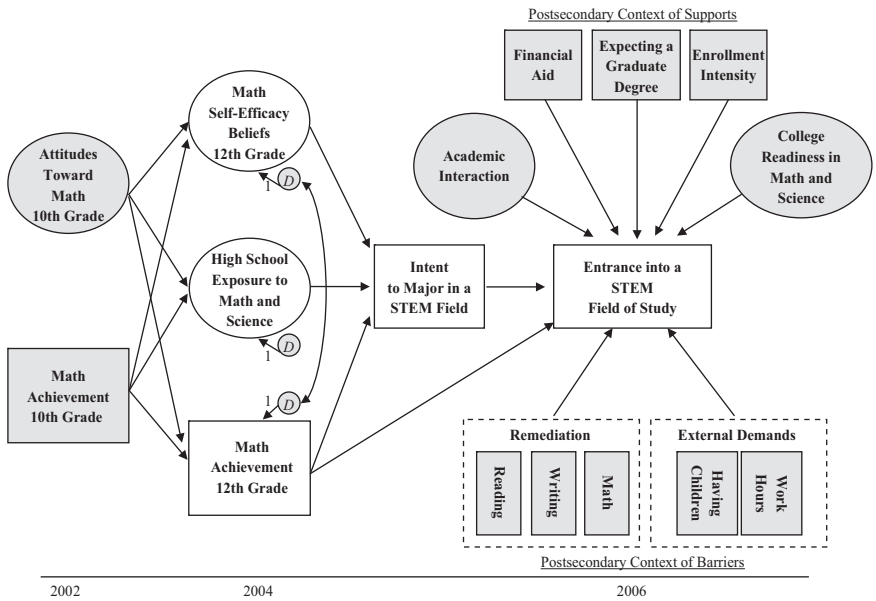 Postsecondary Context of Supports
Financial
Aid
Expecting a
Graduate
Degree
Enrollment
Intensity
Math
Self-Efficacy
Beliefs
12th Grade
Attitudes
Toward
Math
10th Grade
Academic
Interaction
College
Readiness in
Math and
Science
1
D
High School
Exposure to
Math and
Science
Intent
to Major in a
STEM Field
Entrance into a
STEM
Field of Study
1
D
Math
Achievement
10th Grade
1
D
Math
Achievement
12th Grade
Remediation
Reading
Writing
Math
External Demands
Having
Children
Work
Hours
Postsecondary Context of Barriers
2002
2004
2006